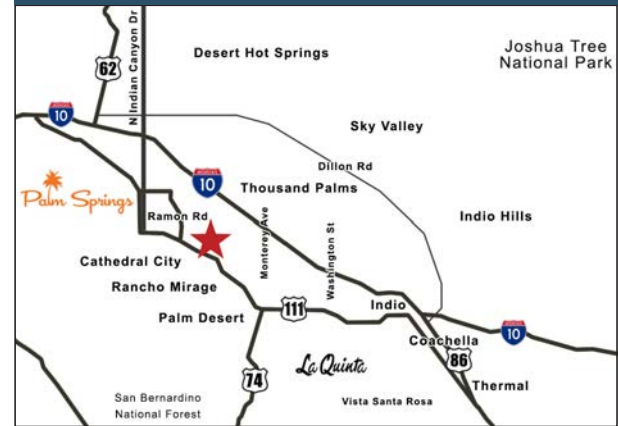 Desert Hot Springs
Joshua Tree
National Park
62
N Indian Canyon Dr
10
Sky Valley
Dillon Rd
10
Thousand Palms
Palm Springs
Ramon Rd
Indio Hills
Monterey Ave
Washington St
Cathedral City
Rancho Mirage
Indio
111
Palm Desert
10
Coachella
86
La Quinta
74
Thermal
San Bernardino
National Forest
Vista Santa Rosa